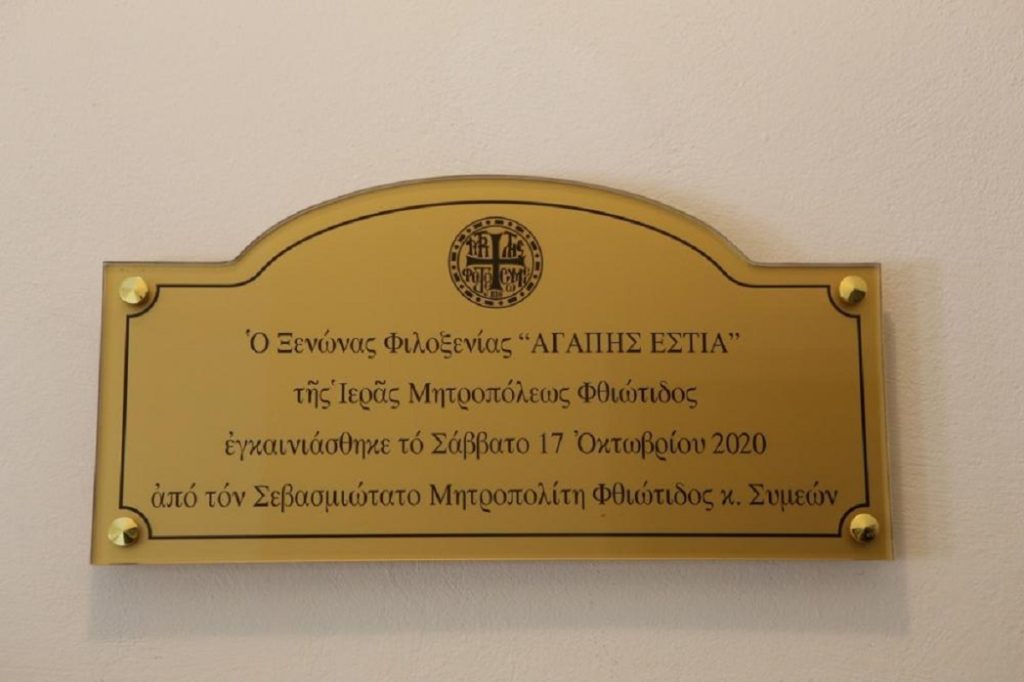 Ὁ Ξενώνας Φιλοξενίας “ΑΓΑΠΗΣ ΕΣΤΙΑ”
τῆς Ἱερᾶς Μητροπόλεως Φθιώτιδος
ἐγκαινιάσθηκε τό Σάββατο 17 Ὀκτωβρίου 2020
ἀπό τόν Σεβασμιώτατο Μητροπολίτη Φθιώτιδος κ. Συμεών